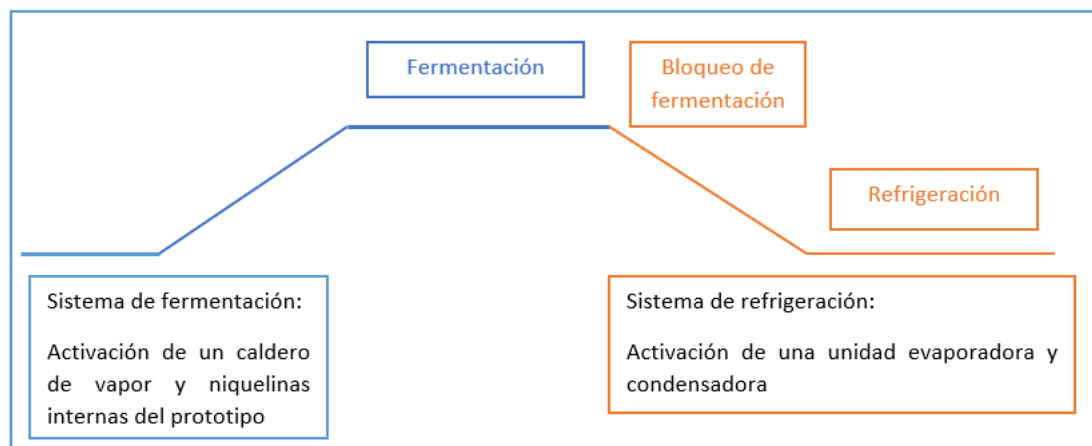 Fermentación
Bloqueo de
fermentación
Refrigeración
Sistema de fermentación:
Activación de un caldero
de vapor y niquelinas
internas del prototipo
Sistema de refrigeración:
Activación de una unidad evaporadora y
condensadora